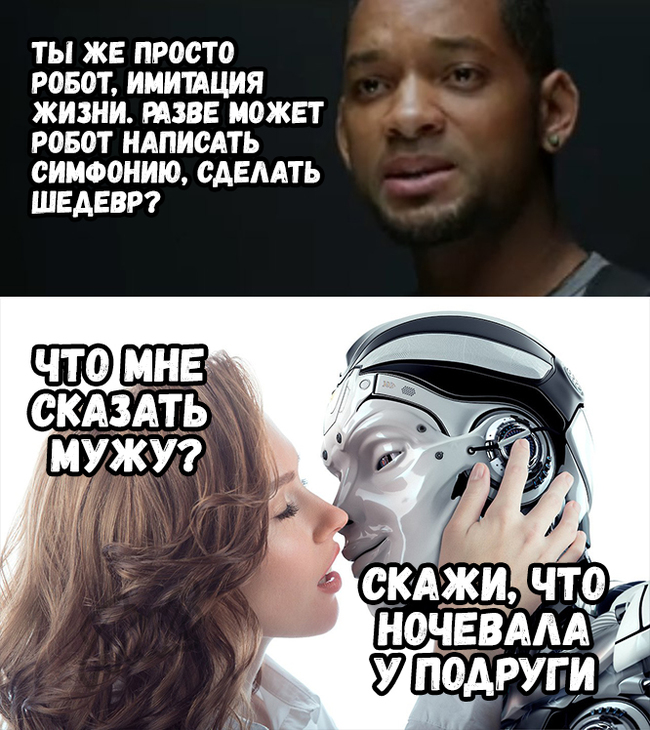 ТЫ ЖЕ ПРОСТО
РОБОТ, ИМИТАЦИЯ
ЖИЗНИ. РАЗВЕ МОЖЕТ
РОБОТ НАПИСАТЬ
СИМФОНИЮ, СДЕЛАТЬ
ШЕДЕВР?
ЧТО МНЕ
СКАЗАТЬ
МУЖУ?
СКАЖИ, ЧТО
НОЧЕВАЛА
У ПОДРУГИ